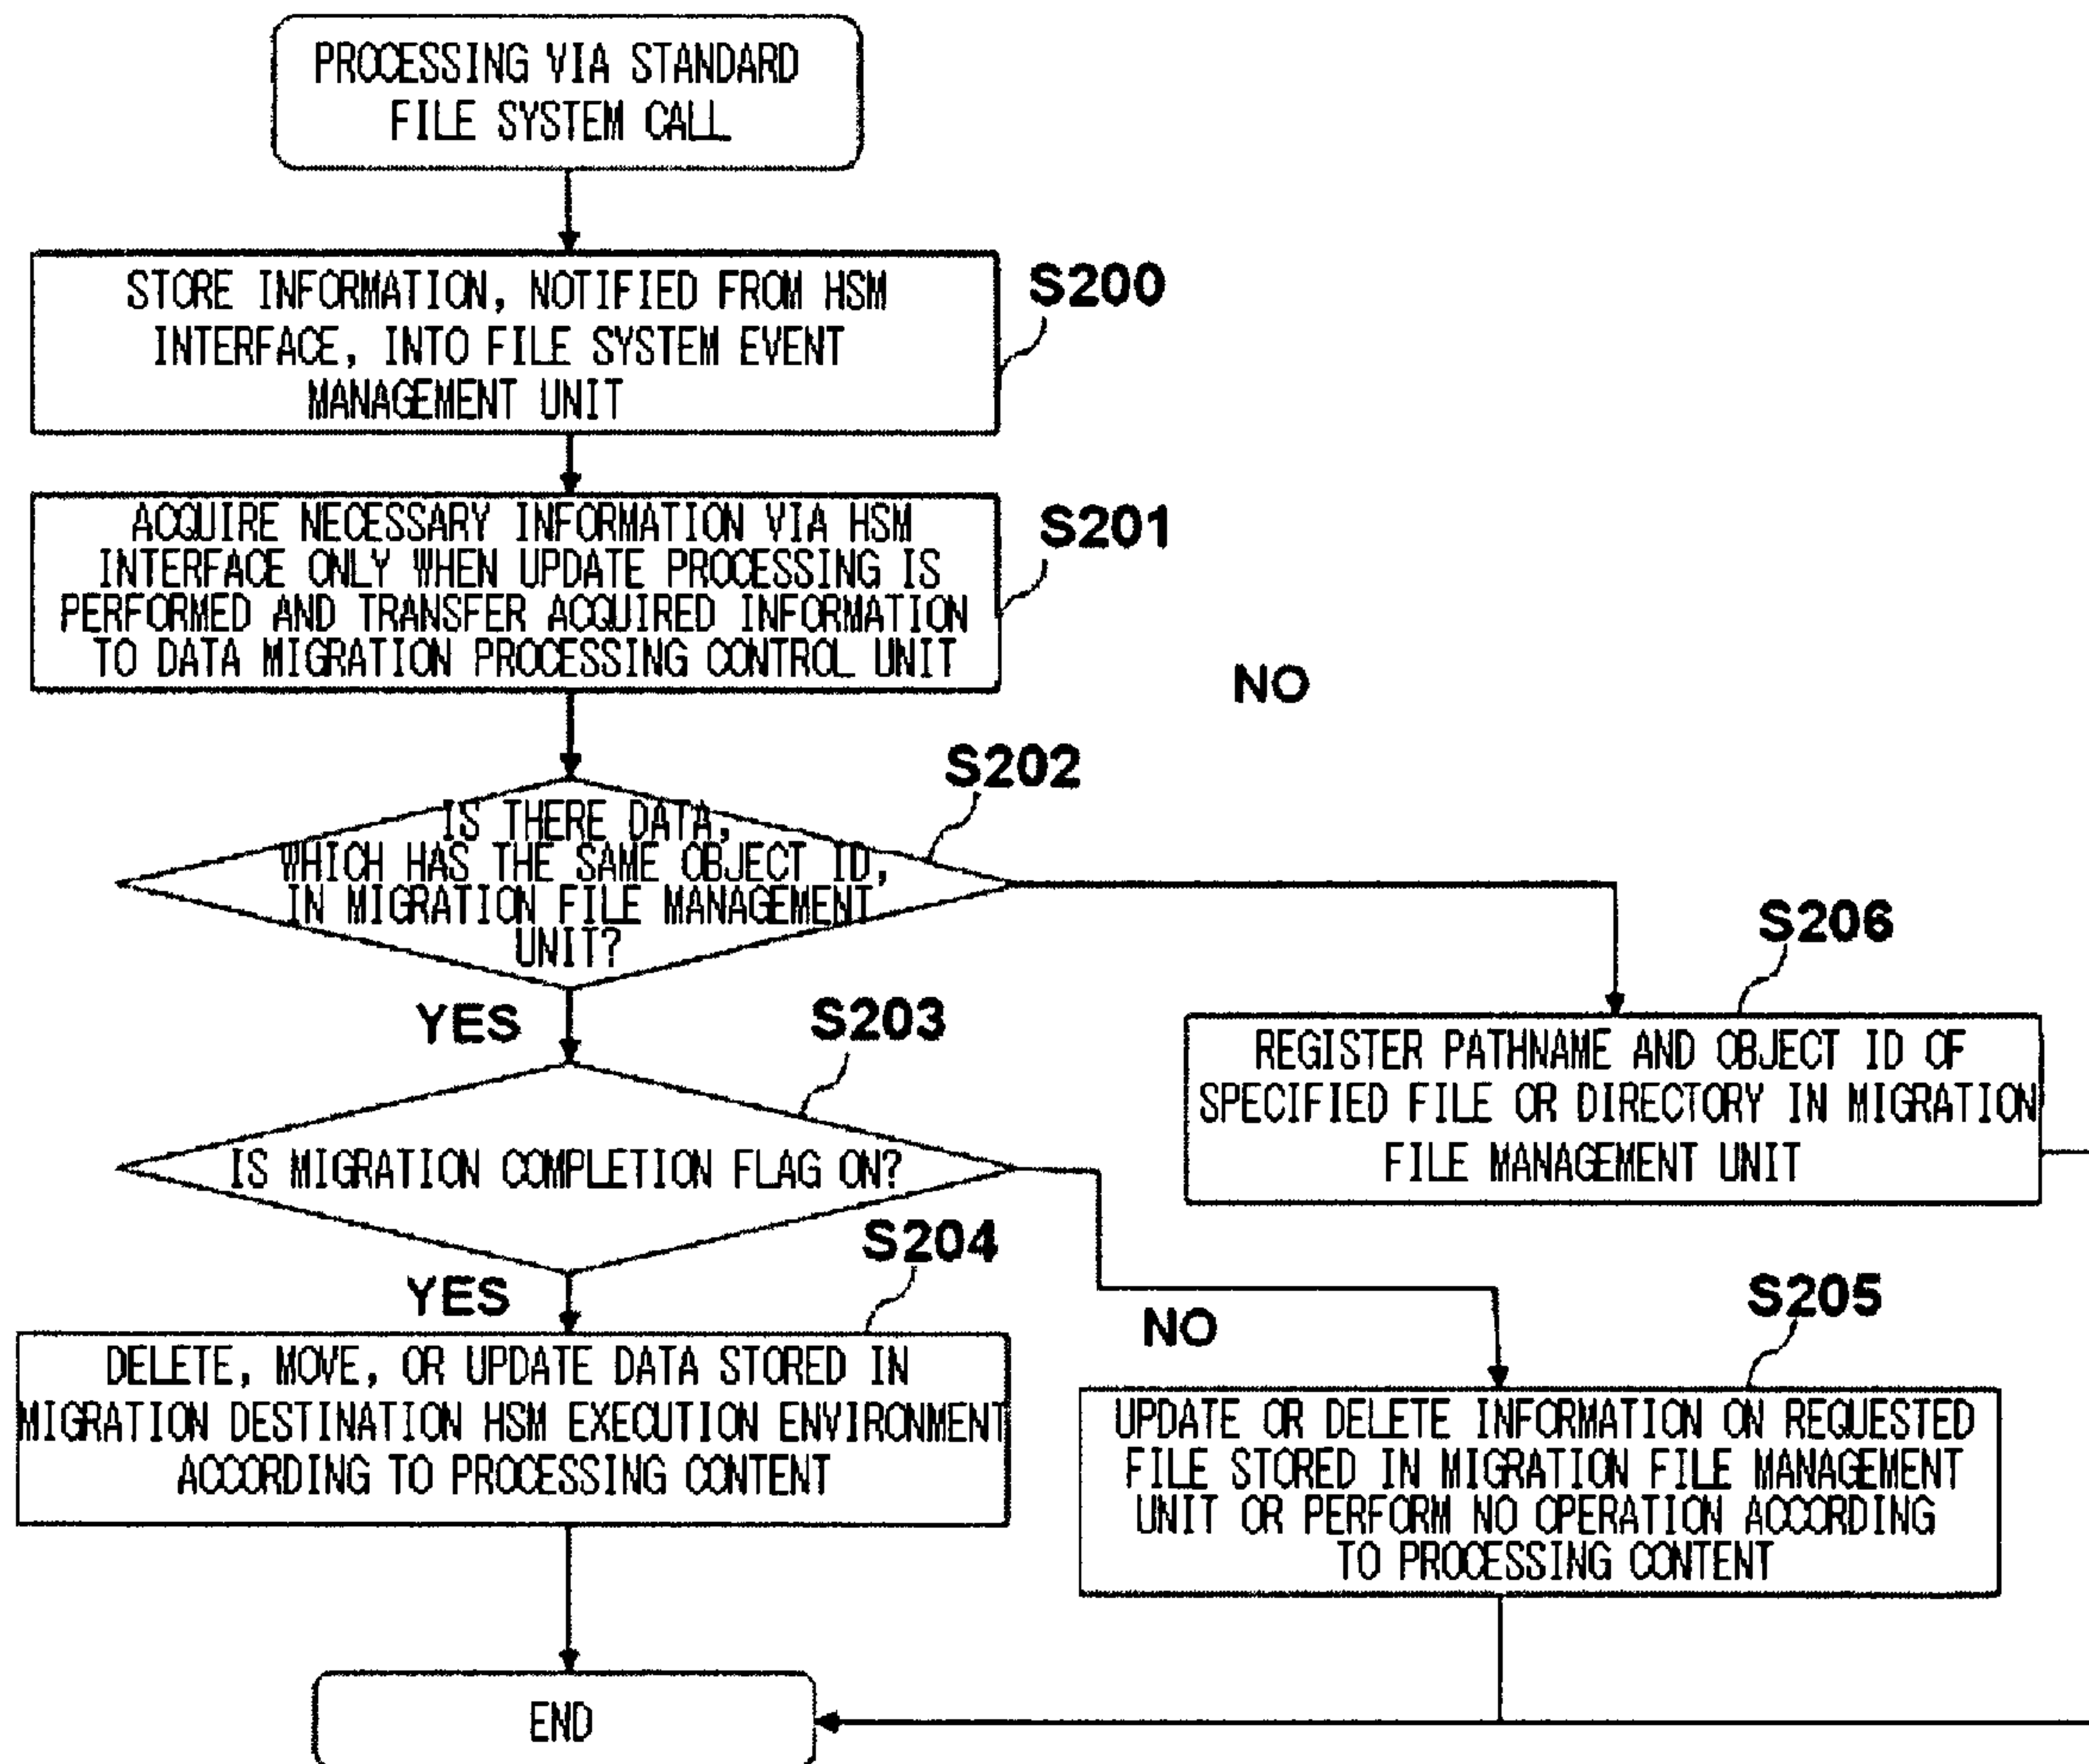 PROCESSING VIA STANDARD
FILE SYSTEM CALL
STORE INFORMATION, NOTIFIED FROM HSM
INTERFACE, INTO FILE SYSTEM EVENT
MANAGEMENT UNIT
S200
ACQUIRE NECESSARY INFORMATION VIA HSM
INTERFACE ONLY WHEN UPDATE PROCESSING IS
PERFORMED AND TRANSFER ACQUIRED INFORMATION
TO DATA MIGRATION PROCESSING CONTROL UNIT
S201
NO
S202
IS THERE DATA,
WHICH HAS THE SAME OBJECT ID,
IN MIGRATION FILE MANAGEMENT
UNIT?
S206
YES
S203
REGISTER PATHNAME AND OBJECT ID OF
SPECIFIED FILE OR DIRECTORY IN MIGRATION
FILE MANAGEMENT UNIT
IS MIGRATION COMPLETION FLAG ON?
S204
YES
NO
S205
DELETE, MOVE, OR UPDATE DATA STORED IN
MIGRATION DESTINATION HSM EXECUTION ENVIRONMENT
ACCORDING TO PROCESSING CONTENT
UPDATE OR DELETE INFORMATION ON REQUESTED
FILE STORED IN MIGRATION FILE MANAGEMENT
UNIT OR PERFORM NO OPERATION ACCORDING
TO PROCESSING CONTENT
END